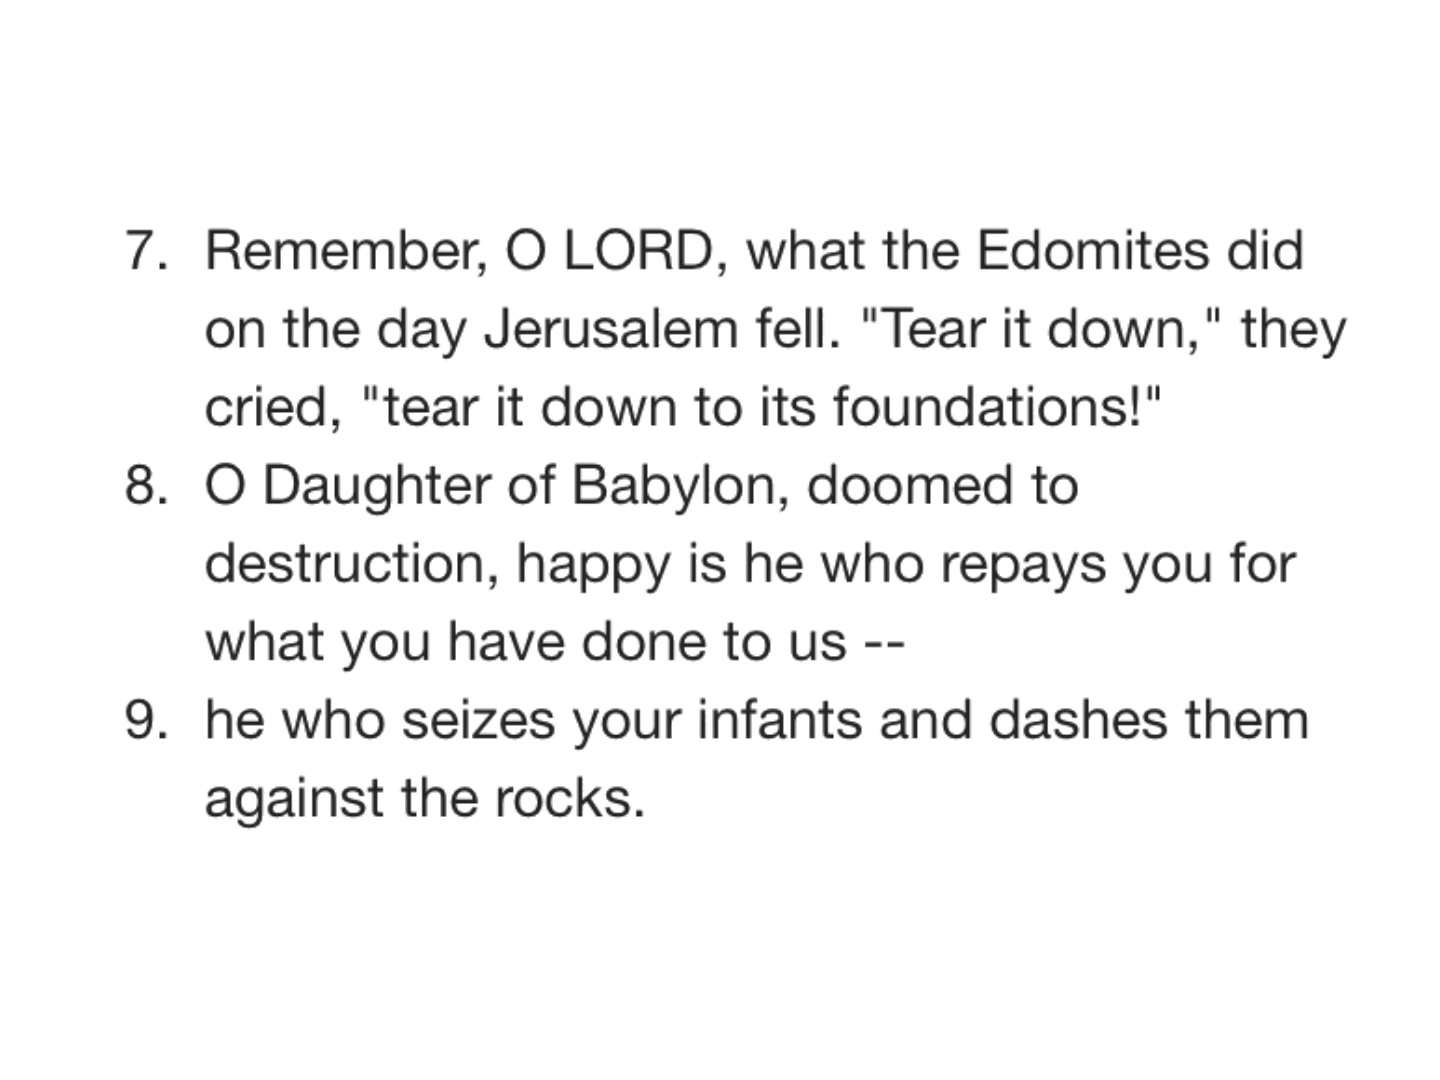 7. Remember, O LORD, what the Edomites did
on the day Jerusalem fell. "Tear it down," they
cried, "tear it down to its foundations!"
8. O Daughter of Babylon, doomed to
destruction, happy is he who repays you for
what you have done to us --
9. he who seizes your infants and dashes them
against the rocks.